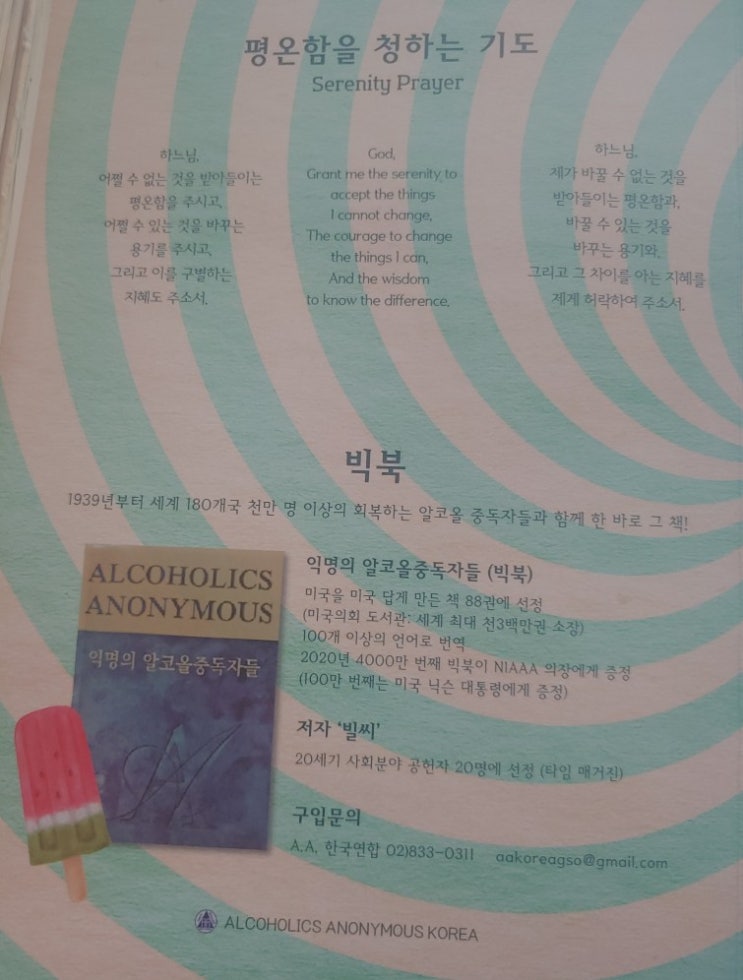 평온함을 청하는 기도
Serenity Prayer
하느님,
어쩔 수 없는 것을 받아들이는
평온함을 주시고,
어쩔 수 있는 것을 바꾸는
용기를 주시고,
그리고 이를 구별하는
지혜도 주소서.
God,
Grant me the serenity to
accept the things
I cannot change,
The courage to change
the things I can,
And the wisdom
to know the difference.
하느님,
제가 바꿀 수 없는 것을
받아들이는 평온함과,
바꿀 수 있는 것을
바꾸는 용기와,
그리고 그 차이를 아는 지혜를
제게 허락하여 주소서.
빅북
1939년부터 세계 180개국 천만 명 이상의 회복하는 알코올 중독자들과 함께 한 바로 그 책!
ALCOHOLICS
ANONYMOUS
익명의 알코올중독자들
익명의 알코올중독자들 (빅북)
미국을 미국 답게 만든 책 88권에 선정
(미국의회 도서관: 세계 최대 천3백만권 소장)
100개 이상의 언어로 번역
2020년 4000만 번째 빅북이 NIAAA 의장에게 증정
(100만 번째는 미국 닉슨 대통령에게 증정)
저자 '빌씨'
20세기 사회분야 공헌자 20명에 선정 (타임 매거진)
구입문의
A.A. 한국연합 02)833-0311 aakoreagso@gmail.com
ALCOHOLICS ANONYMOUS KOREA